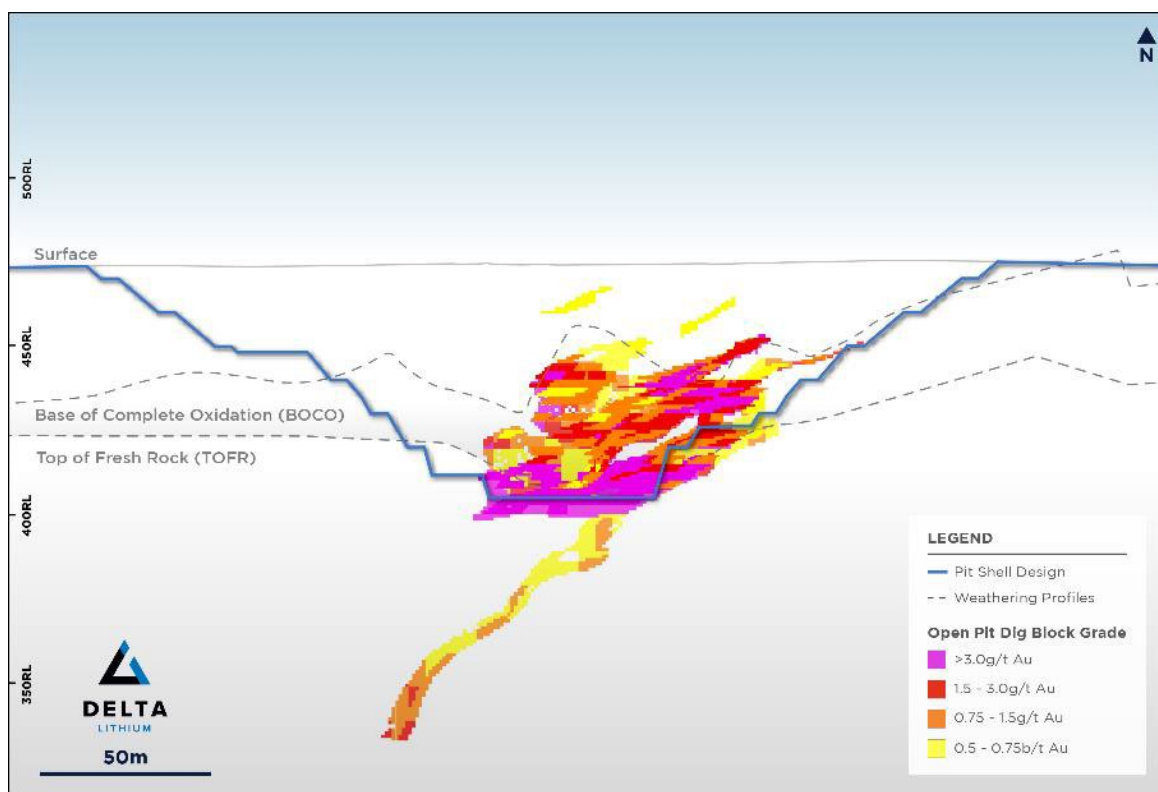 N
500RL
Surface
450RL
Base of Complete Oxidation (BOCO)
Top of Fresh Rock (TOFR)
400RL
350RL
DELTA
LITHIUM
50m
LEGEND
Pit Shell Design
Weathering Profiles
Open Pit Dig Block Grade
>3.0g/t Au
1.5 - 3.0g/t Au
0.75 - 1.5g/t Au
0.5 - 0.75b/t Au